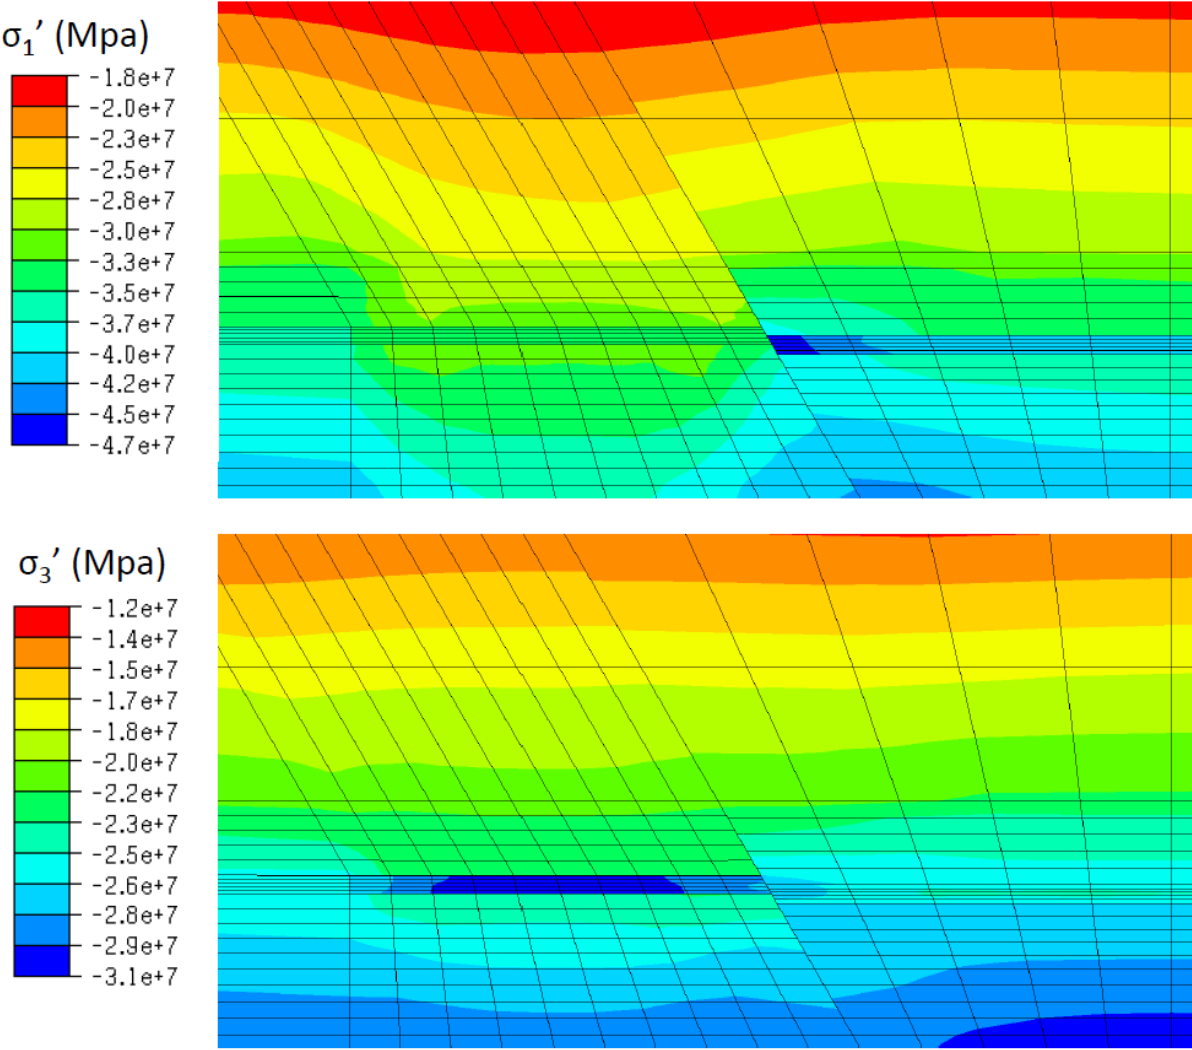 σ₁’ (Mpa)
-1.8e+7
-2.0e+7
-2.3e+7
-2.5e+7
-2.8e+7
-3.0e+7
-3.3e+7
-3.5e+7
-3.7e+7
-4.0e+7
-4.2e+7
-4.5e+7
-4.7e+7
σ₃’ (Mpa)
-1.2e+7
-1.4e+7
-1.5e+7
-1.7e+7
-1.8e+7
-2.0e+7
-2.2e+7
-2.3e+7
-2.5e+7
-2.6e+7
-2.8e+7
-2.9e+7
-3.1e+7